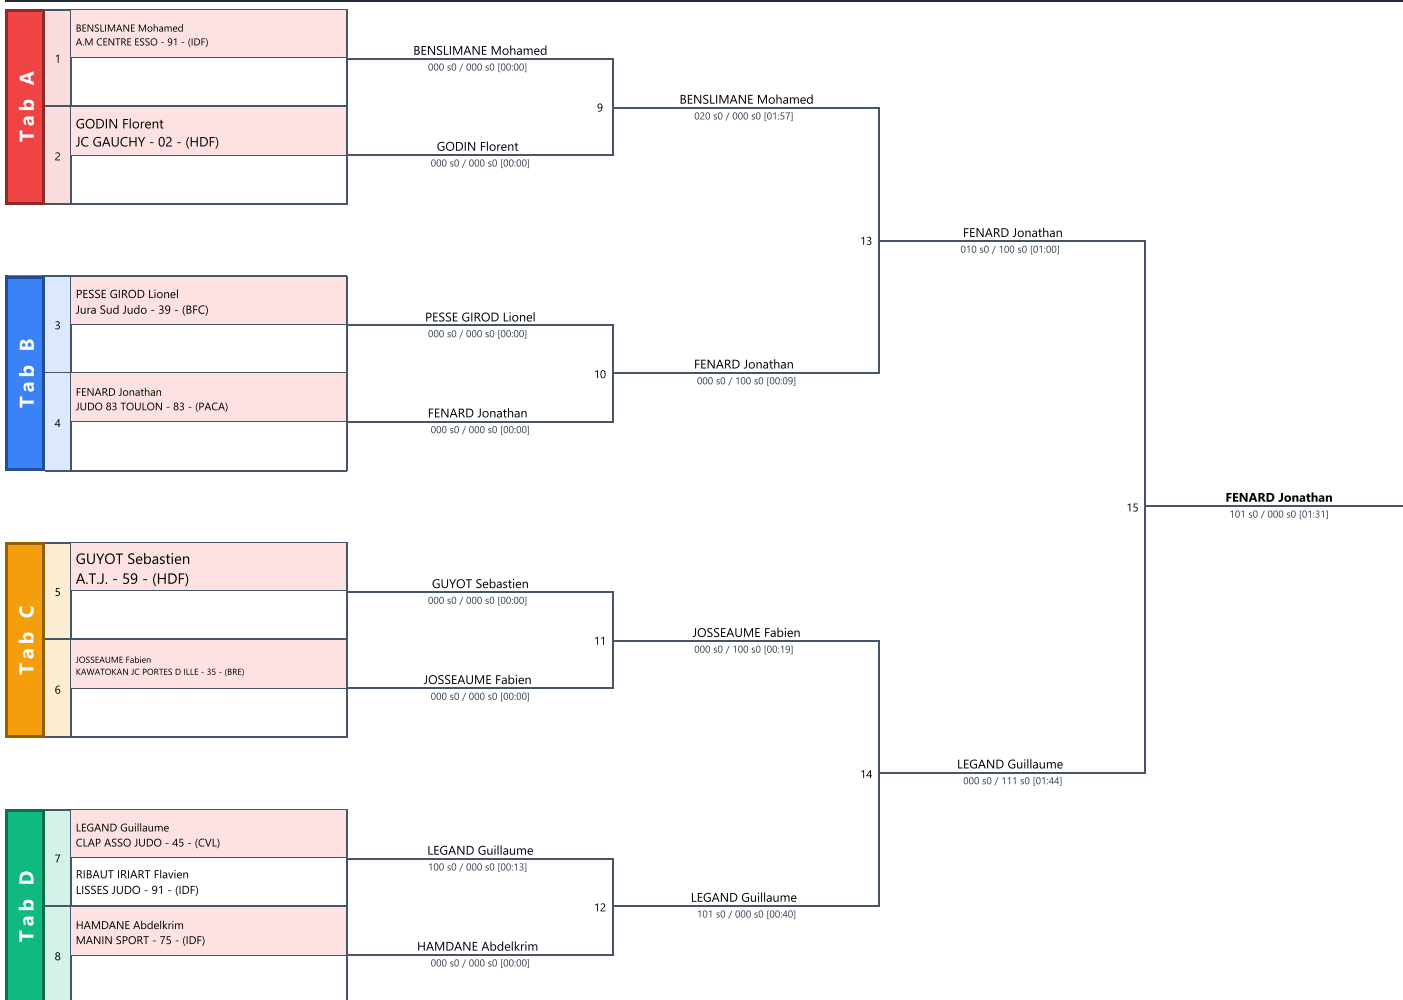 Tab A
1
BENSLIMANE Mohamed
A.M CENTRE ESSO - 91 - (IDF)
2
GODIN Florent
JC GAUCHY - 02 - (HDF)
BENSLIMANE Mohamed
000 s0 / 000 s0 [00:00]
9
GODIN Florent
000 s0 / 000 s0 [00:00]
BENSLIMANE Mohamed
020 s0 / 000 s0 [01:57]
Tab B
3
PESSE GIROD Lionel
Jura Sud Judo - 39 - (BFC)
4
FENARD Jonathan
JUDO 83 TOULON - 83 - (PACA)
PESSE GIROD Lionel
000 s0 / 000 s0 [00:00]
10
FENARD Jonathan
000 s0 / 000 s0 [00:00]
FENARD Jonathan
000 s0 / 100 s0 [00:09]
13
FENARD Jonathan
010 s0 / 100 s0 [01:00]
Tab C
5
GUYOT Sebastien
A.T.J. - 59 - (HDF)
6
JOSSEAUME Fabien
KAWATOKAN JC PORTES D ILLE - 35 - (BRE)
GUYOT Sebastien
000 s0 / 000 s0 [00:00]
11
JOSSEAUME Fabien
000 s0 / 000 s0 [00:00]
JOSSEAUME Fabien
000 s0 / 100 s0 [00:19]
Tab D
7
LEGAND Guillaume
CLAP ASSO JUDO - 45 - (CVL)
RIBAUT IRIART Flavien
LISSES JUDO - 91 - (IDF)
8
HAMDANE Abdelkrim
MANIN SPORT - 75 - (IDF)
LEGAND Guillaume
100 s0 / 000 s0 [00:13]
12
HAMDANE Abdelkrim
000 s0 / 000 s0 [00:00]
LEGAND Guillaume
101 s0 / 000 s0 [00:40]
14
LEGAND Guillaume
000 s0 / 111 s0 [01:44]
15
FENARD Jonathan
101 s0 / 000 s0 [01:31]